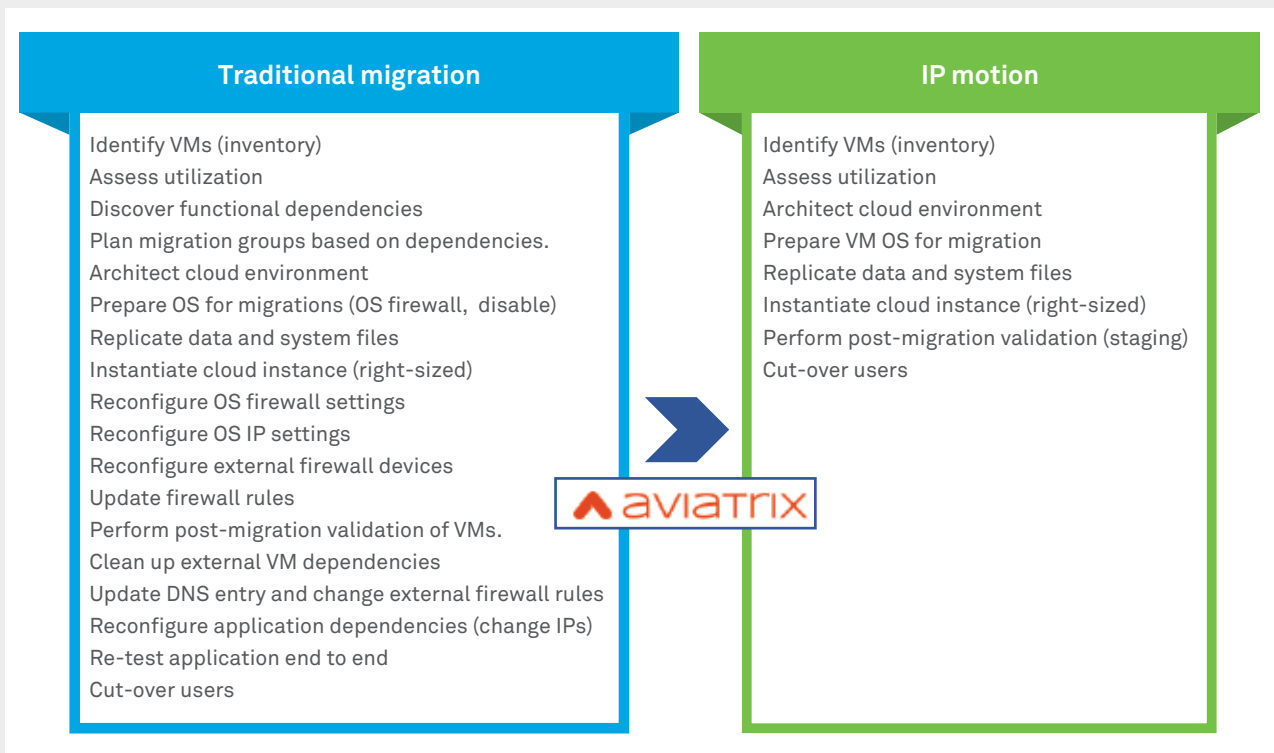 Traditional migration
Identify VMs (inventory)
Assess utilization
Discover functional dependencies
Plan migration groups based on dependencies.
Architect cloud environment
Prepare OS for migrations (OS firewall, disable)
Replicate data and system files
Instantiate cloud instance (right-sized)
Reconfigure OS firewall settings
Reconfigure OS IP settings
Reconfigure external firewall devices
Update firewall rules
Perform post-migration validation of VMs.
Clean up external VM dependencies
Update DNS entry and change external firewall rules
Reconfigure application dependencies (change IPs)
Re-test application end to end
Cut-over users
aviatrix
IP motion
Identify VMs (inventory)
Assess utilization
Architect cloud environment
Prepare VM OS for migration
Replicate data and system files
Instantiate cloud instance (right-sized)
Perform post-migration validation (staging)
Cut-over users